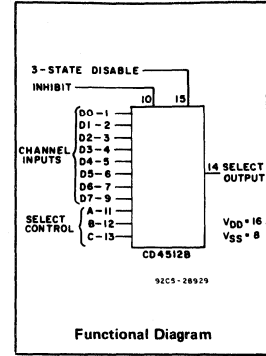 3-STATE DISABLE
INHIBIT
10 15
D0-1
D1-2
D2-3
D3-4
CHANNEL INPUTS
D4-5
D5-6
D6-7
D7-9
14 SELECT OUTPUT
SELECT CONTROL
A-11
B-12
C-13
VDD = 16
VSS = 8
CD4512B
92CS-28929
Functional Diagram